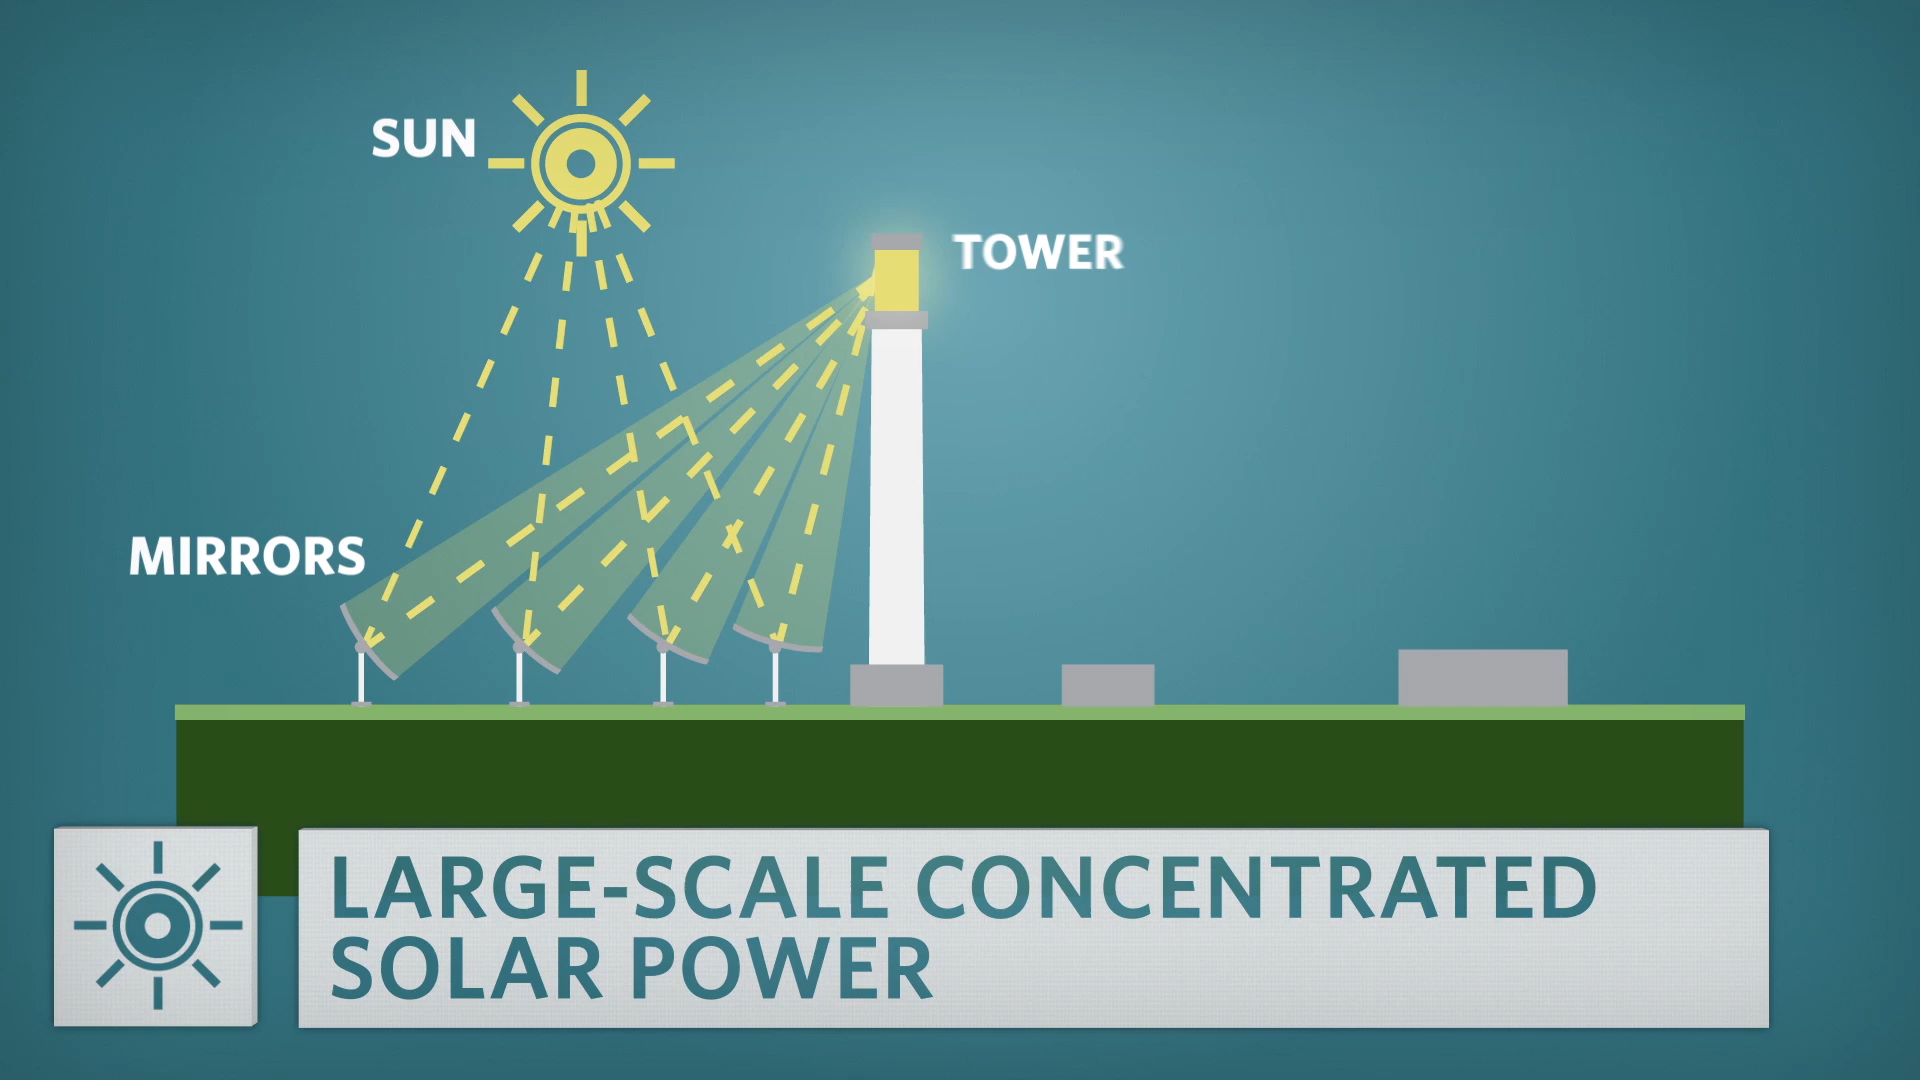 SUN
TOWER
MIRRORS
LARGE-SCALE CONCENTRATED
SOLAR POWER